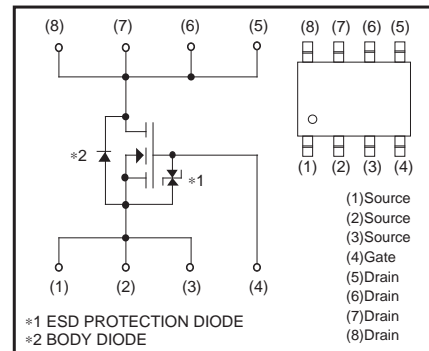 (8) (7) (6) (5)
(8) (7) (6) (5)
*2
*1
(1) (2) (3) (4)
(1) (2) (3) (4)
(1)Source
(2)Source
(3)Source
(4)Gate
(5)Drain
(6)Drain
(7)Drain
(8)Drain
*1 ESD PROTECTION DIODE
*2 BODY DIODE